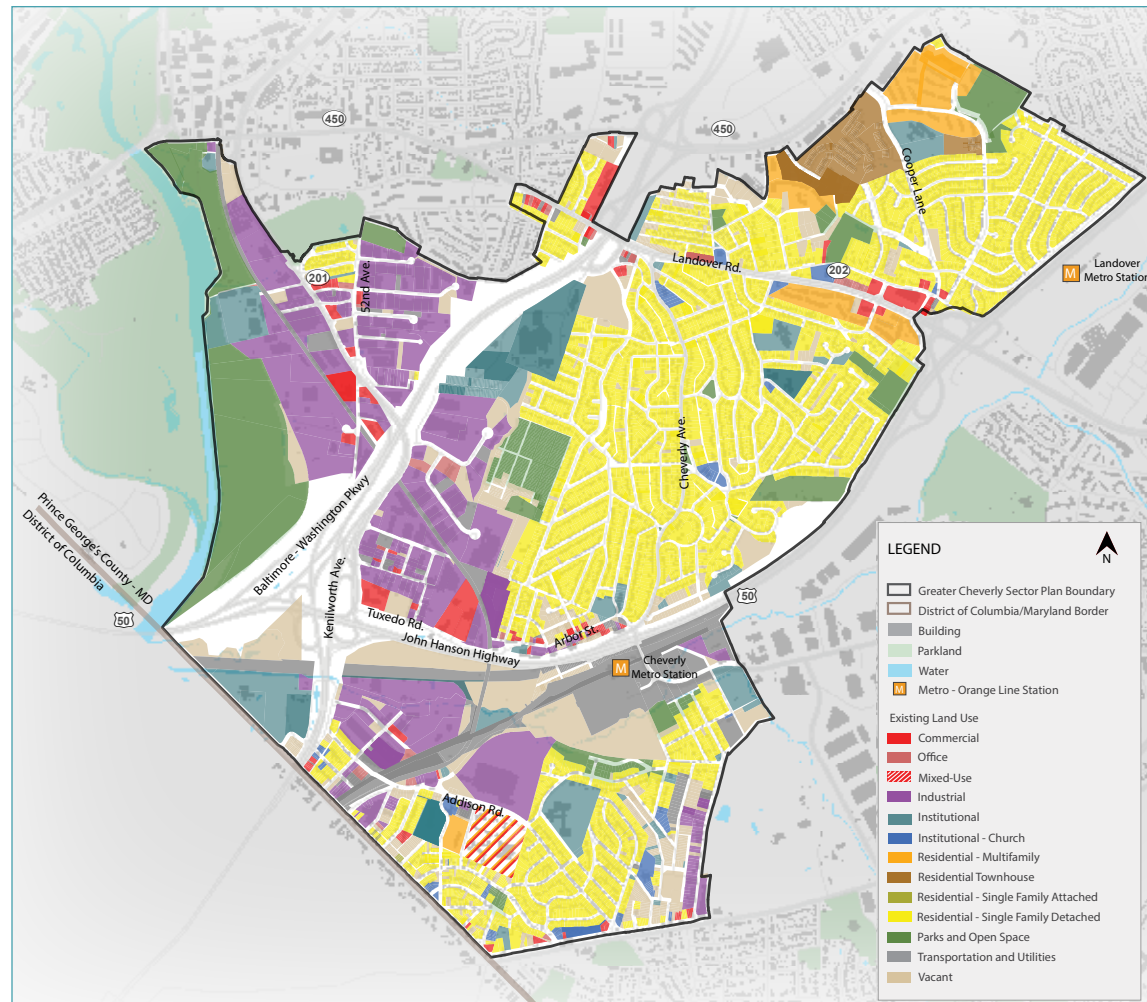 450
450
Cooper Lane
Landover Rd.
202
M
Landover
Metro Station
201
52nd Ave.
Cheverly Ave.
Prince George's County - MD
District of Columbia
50
Baltimore - Washington Pkwy
Kenilworth Ave.
Tuxedo Rd.
John Hanson Highway
Arbor St.
50
M
Cheverly
Metro Station
Addison Rd.
LEGEND
N
Greater Cheverly Sector Plan Boundary
District of Columbia/Maryland Border
Building
Parkland
Water
M
Metro - Orange Line Station
Existing Land Use
Commercial
Office
Mixed-Use
Industrial
Institutional
Institutional - Church
Residential - Multifamily
Residential Townhouse
Residential - Single Family Attached
Residential - Single Family Detached
Parks and Open Space
Transportation and Utilities
Vacant